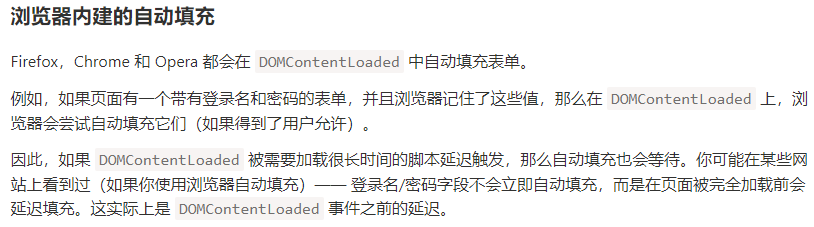 浏览器内建的自动填充
Firefox，Chrome 和 Opera 都会在 DOMContentLoaded 中自动填充表单。
例如，如果页面有一个带有登录名和密码的表单，并且浏览器记住了这些值，那么在 DOMContentLoaded 上，浏
览器会尝试自动填充它们（如果得到了用户允许）。
因此，如果 DOMContentLoaded 被需要加载很长时间的脚本延迟触发，那么自动填充也会等待。你可能在某些网
站上看到过（如果你使用浏览器自动填充）—— 登录名/密码字段不会立即自动填充，而是在页面被完全加载前会
延迟填充。这实际上是 DOMContentLoaded 事件之前的延迟。